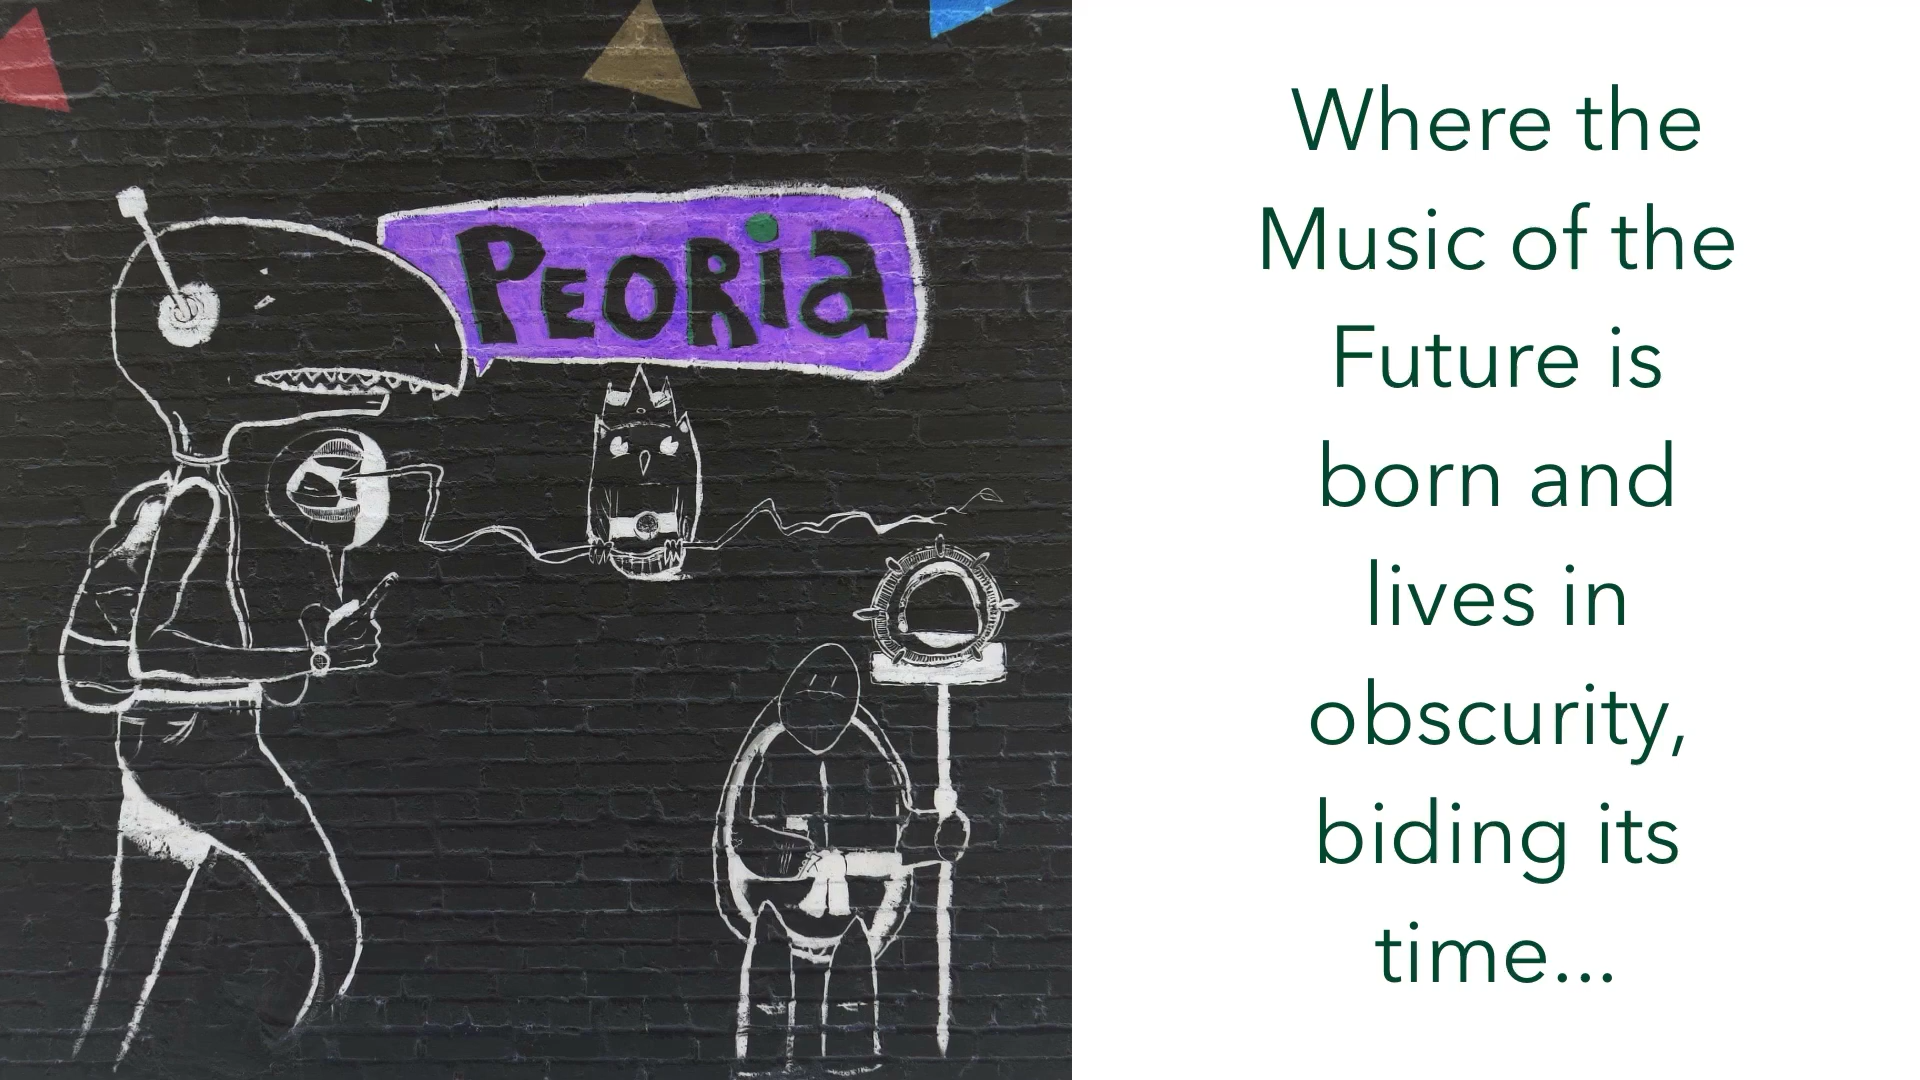 PEORia
Where the
Music of the
Future is
born and
lives in
obscurity,
biding its
time...